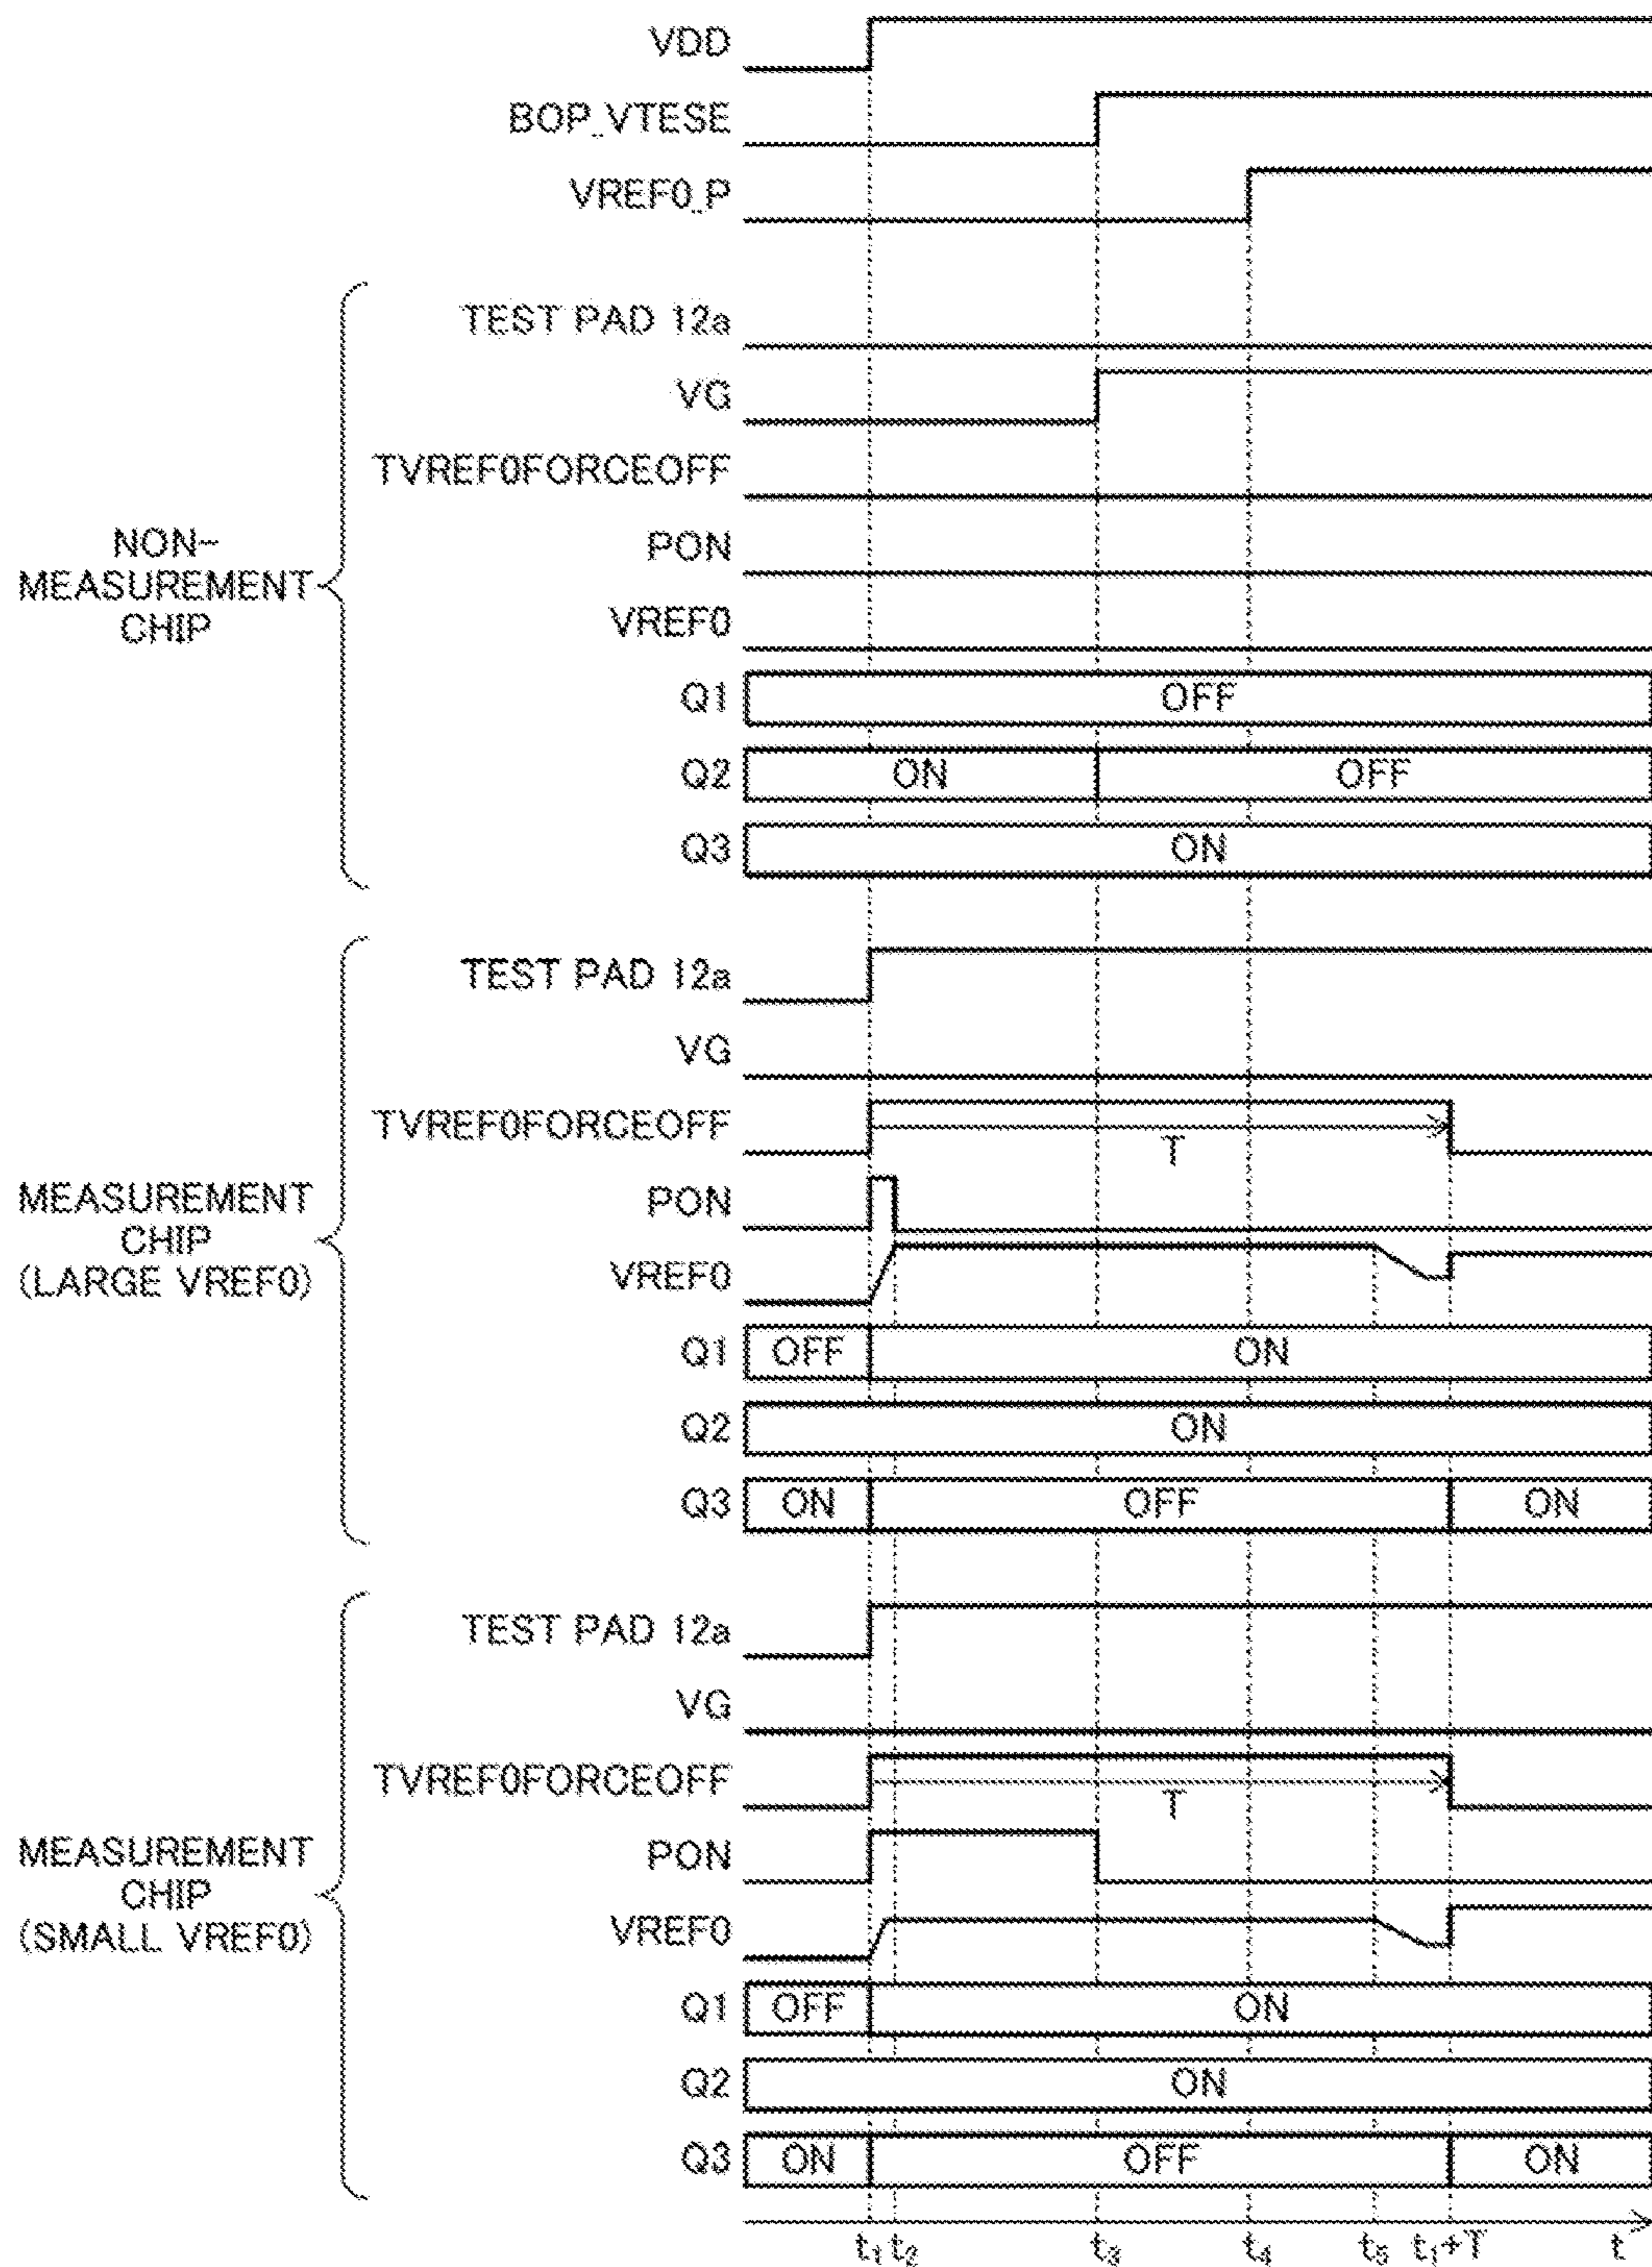 VDD
BOP_VTESE
VREF0_P
NON-
MEASUREMENT
CHIP
TEST PAD 12a
VG
TVREF0FORCEOFF
PON
VREF0
Q1 OFF
Q2 ON OFF
Q3 ON
MEASUREMENT
CHIP
(LARGE VREF0)
TEST PAD 12a
VG
TVREF0FORCEOFF
T
PON
VREF0
Q1 OFF ON
Q2 ON
Q3 ON OFF ON
MEASUREMENT
CHIP
(SMALL VREF0)
TEST PAD 12a
VG
TVREF0FORCEOFF
T
PON
VREF0
Q1 OFF ON
Q2 ON
Q3 ON OFF ON
t1 t2 t3 t4 t5 t1+T t